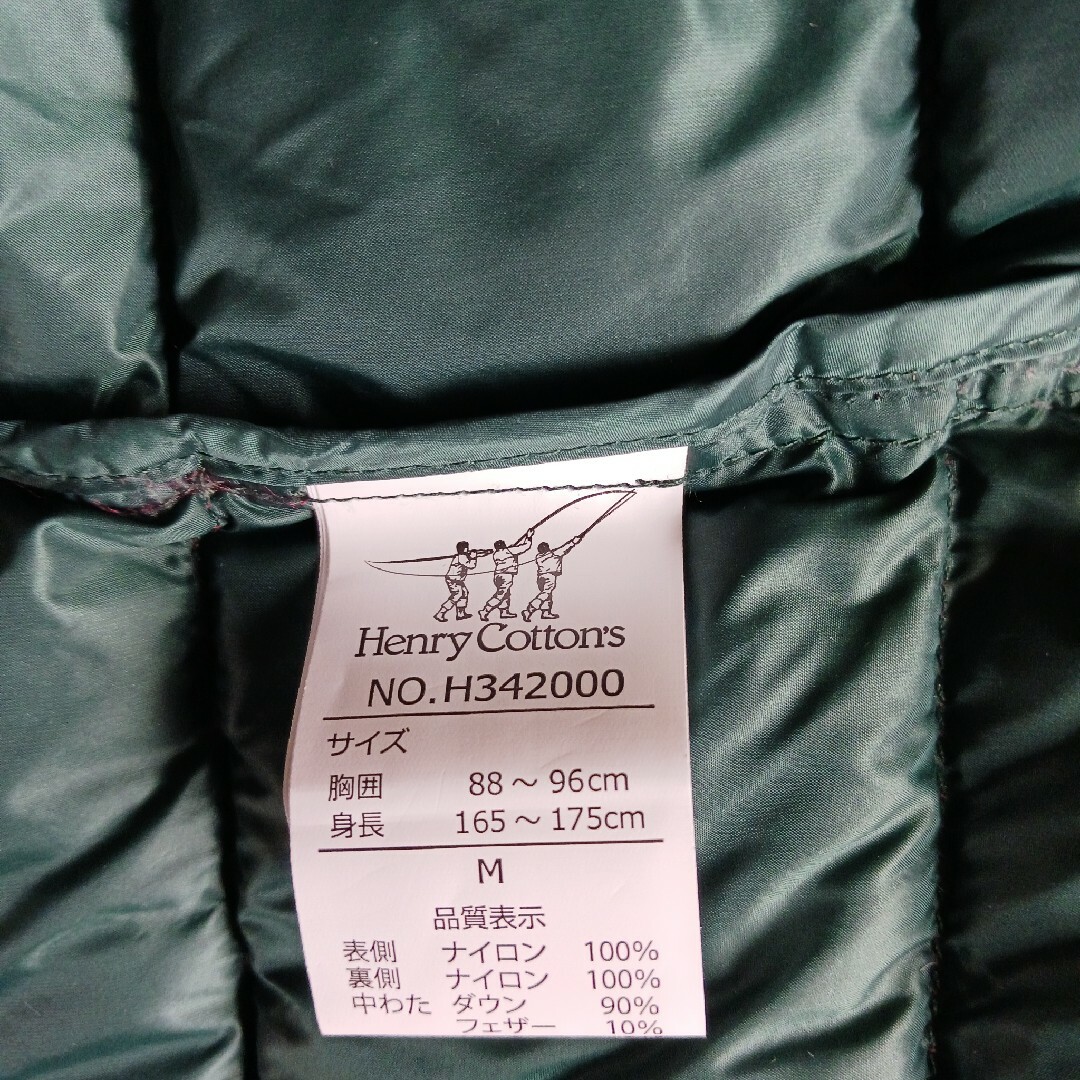 Henry Cotton's
NO.H342000
サイズ
胸囲 88～96cm
身長 165～175cm
M
品質表示
表側 ナイロン 100%
裏側 ナイロン 100%
中わた ダウン 90%
フェザー 10%